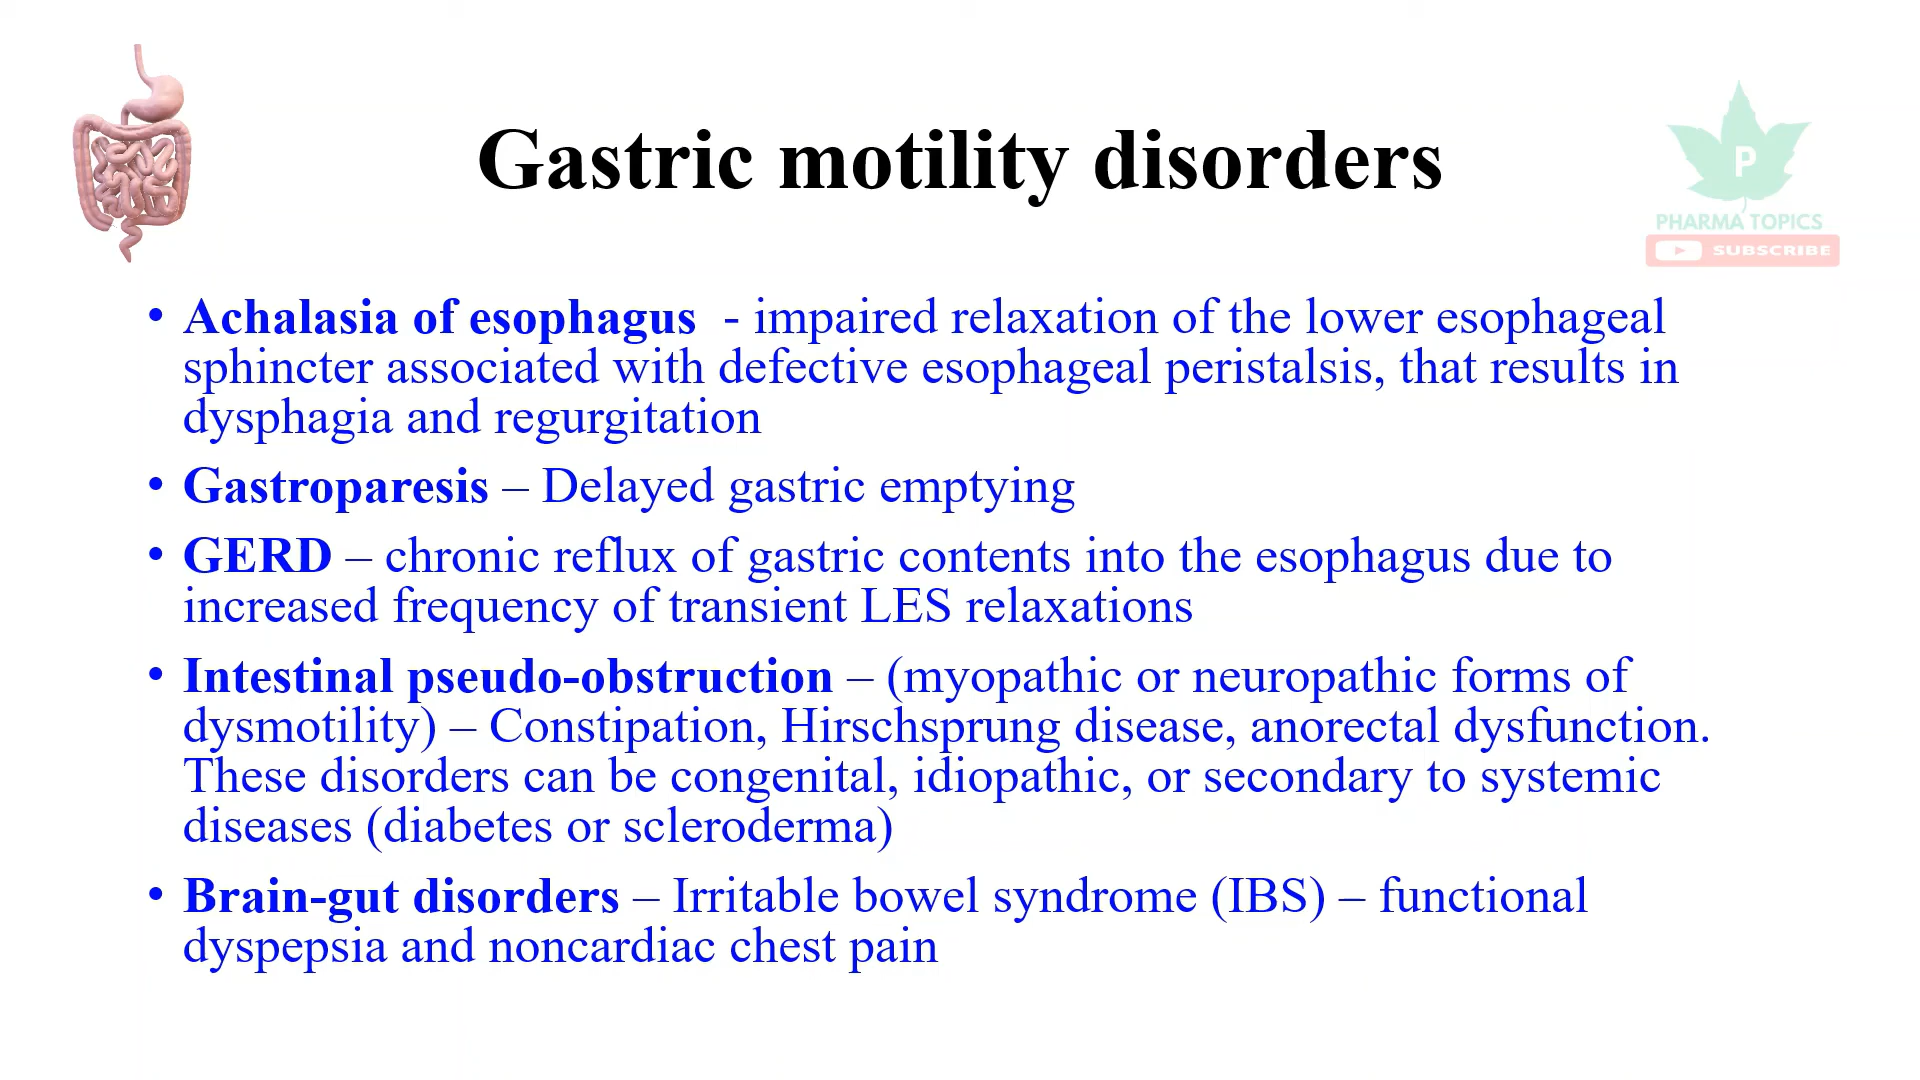 Gastric motility disorders
P
PHARMA TOPICS
SUBSCRIBE
• Achalasia of esophagus - impaired relaxation of the lower esophageal
sphincter associated with defective esophageal peristalsis, that results in
dysphagia and regurgitation
• Gastroparesis – Delayed gastric emptying
• GERD – chronic reflux of gastric contents into the esophagus due to
increased frequency of transient LES relaxations
• Intestinal pseudo-obstruction – (myopathic or neuropathic forms of
dysmotility) – Constipation, Hirschsprung disease, anorectal dysfunction.
These disorders can be congenital, idiopathic, or secondary to systemic
diseases (diabetes or scleroderma)
• Brain-gut disorders – Irritable bowel syndrome (IBS) – functional
dyspepsia and noncardiac chest pain